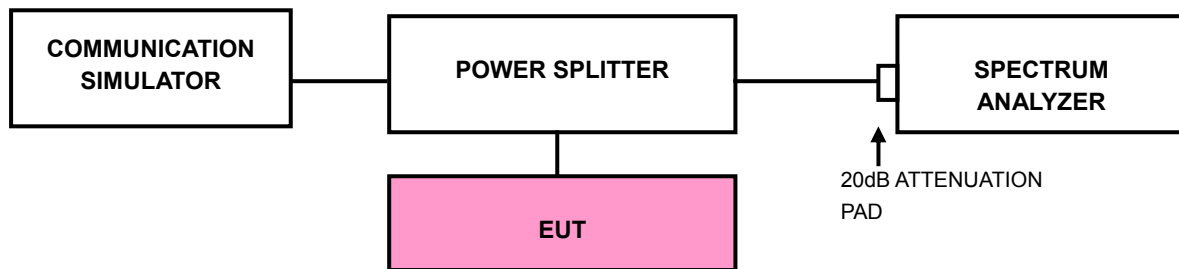 COMMUNICATION
SIMULATOR
POWER SPLITTER
SPECTRUM
ANALYZER
20dB ATTENUATION
PAD
EUT